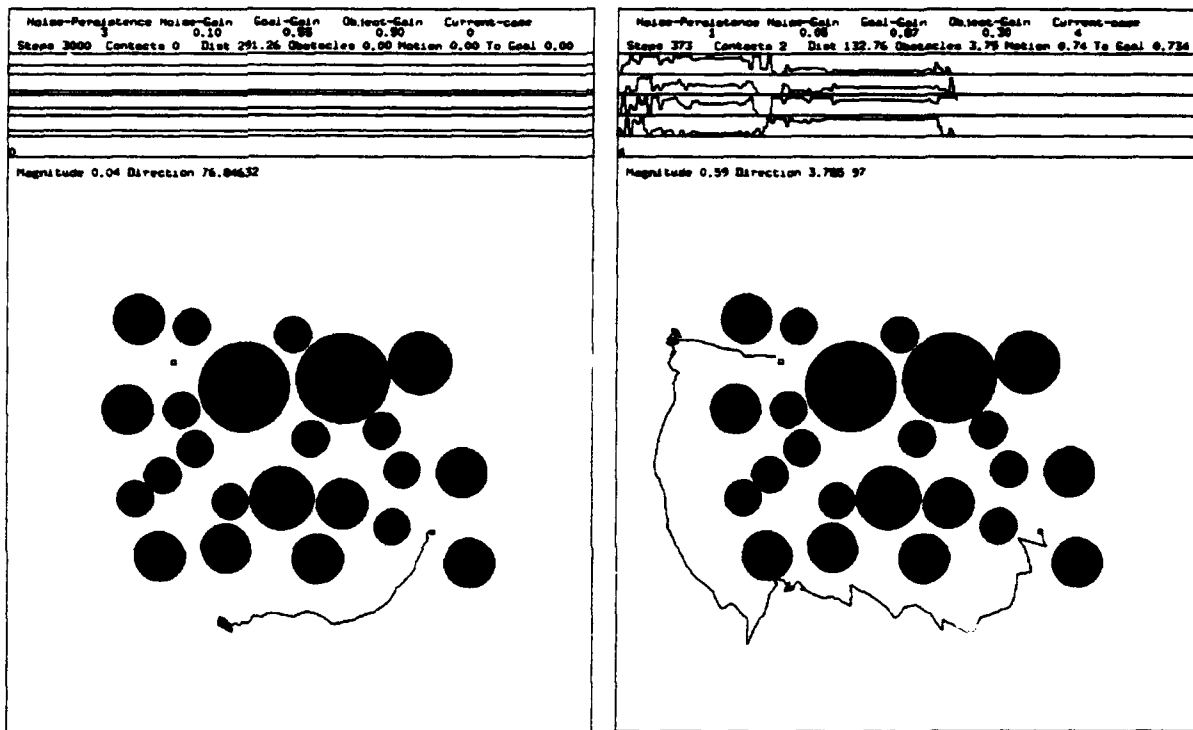 Noise-Persistence Noise-Gain Goal-Gain Object-Gain Current-case
3 0.10 0.95 0.90 0
Steps 3000 Contacts 0 Dist 291.26 Obstacles 0.00 Motion 0.00 To Goal 0.00
Magnitude 0.04 Direction 76.84632
Noise-Persistence Noise-Gain Goal-Gain Object-Gain Current-case
1 0.05 0.87 0.30 4
Steps 373 Contacts 2 Dist 132.76 Obstacles 3.79 Motion 0.74 To Goal 0.734
Magnitude 0.59 Direction